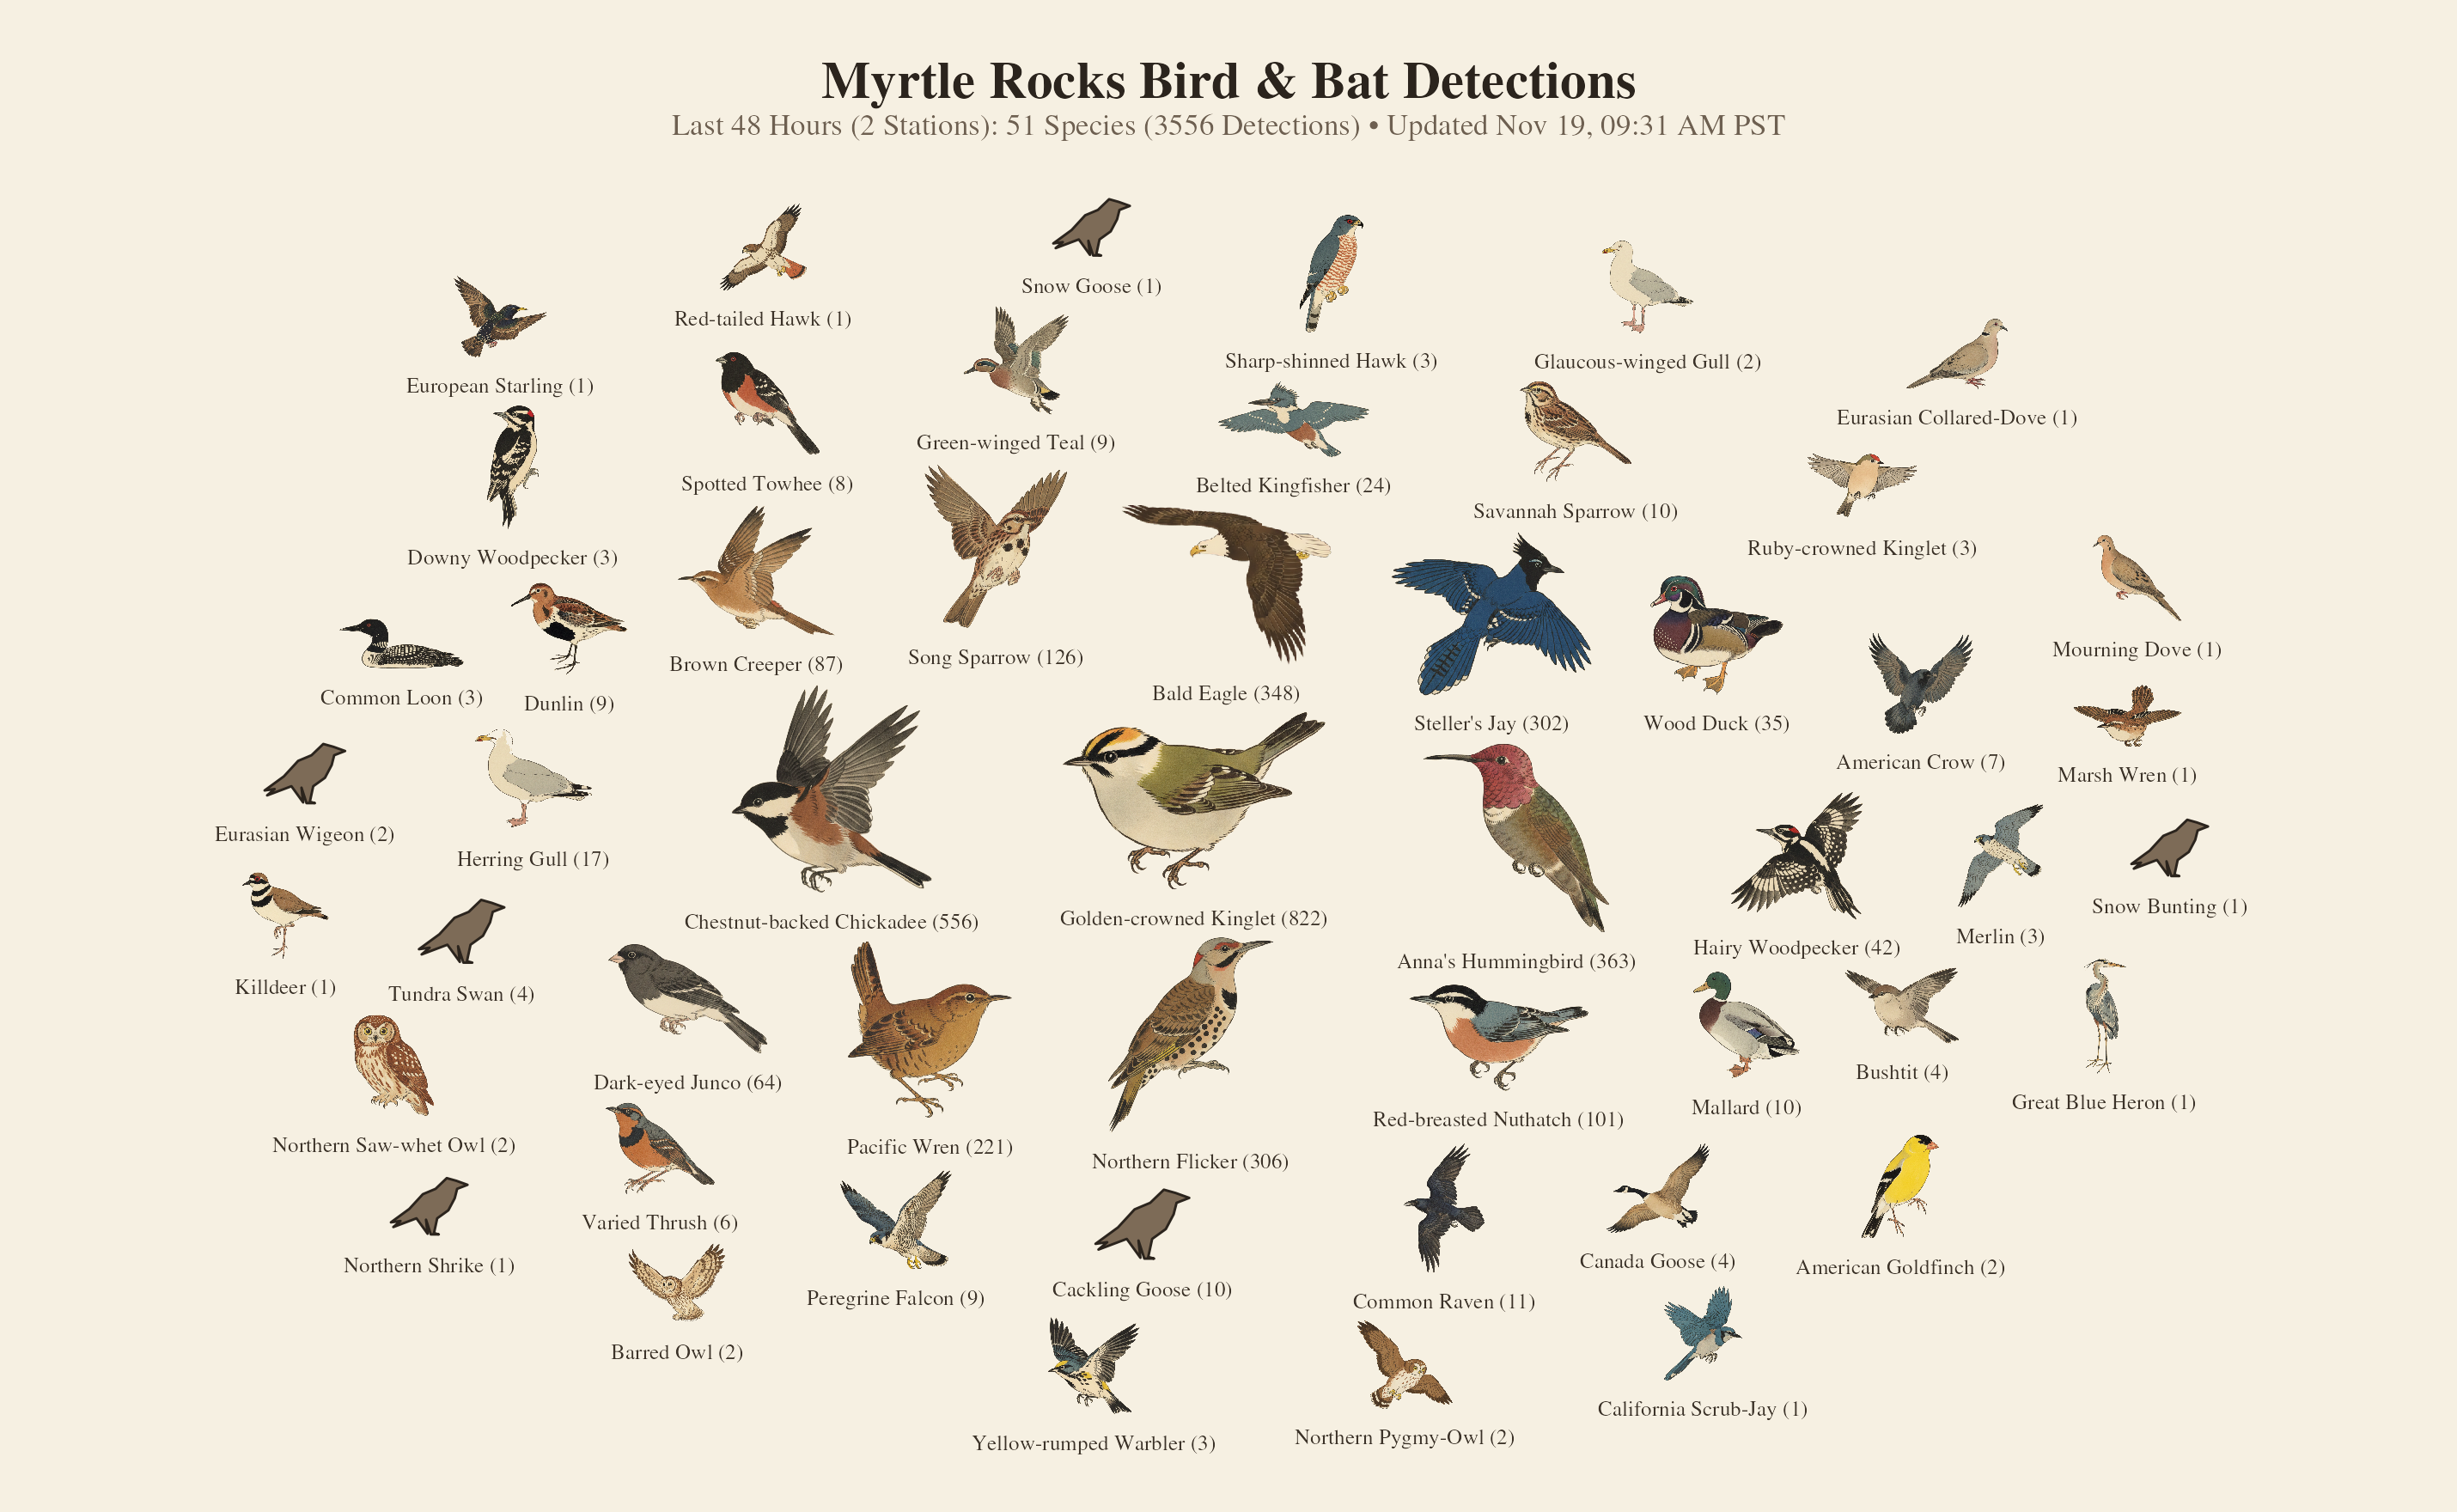 Myrtle Rocks Bird & Bat Detections
Last 48 Hours (2 Stations): 51 Species (3556 Detections) • Updated Nov 19, 09:31 AM PST
Snow Goose (1)
Red-tailed Hawk (1)
Sharp-shinned Hawk (3)
Glaucous-winged Gull (2)
European Starling (1)
Eurasian Collared-Dove (1)
Green-winged Teal (9)
Spotted Towhee (8)
Belted Kingfisher (24)
Savannah Sparrow (10)
Ruby-crowned Kinglet (3)
Downy Woodpecker (3)
Mourning Dove (1)
Song Sparrow (126)
Brown Creeper (87)
Bald Eagle (348)
Common Loon (3)
Dunlin (9)
Steller's Jay (302)
Wood Duck (35)
American Crow (7)
Marsh Wren (1)
Eurasian Wigeon (2)
Herring Gull (17)
Snow Bunting (1)
Chestnut-backed Chickadee (556)
Golden-crowned Kinglet (822)
Merlin (3)
Hairy Woodpecker (42)
Anna's Hummingbird (363)
Killdeer (1)
Tundra Swan (4)
Bushtit (4)
Dark-eyed Junco (64)
Great Blue Heron (1)
Mallard (10)
Red-breasted Nuthatch (101)
Northern Saw-whet Owl (2)
Pacific Wren (221)
Northern Flicker (306)
Varied Thrush (6)
Canada Goose (4)
Northern Shrike (1)
American Goldfinch (2)
Cackling Goose (10)
Peregrine Falcon (9)
Common Raven (11)
Barred Owl (2)
California Scrub-Jay (1)
Northern Pygmy-Owl (2)
Yellow-rumped Warbler (3)